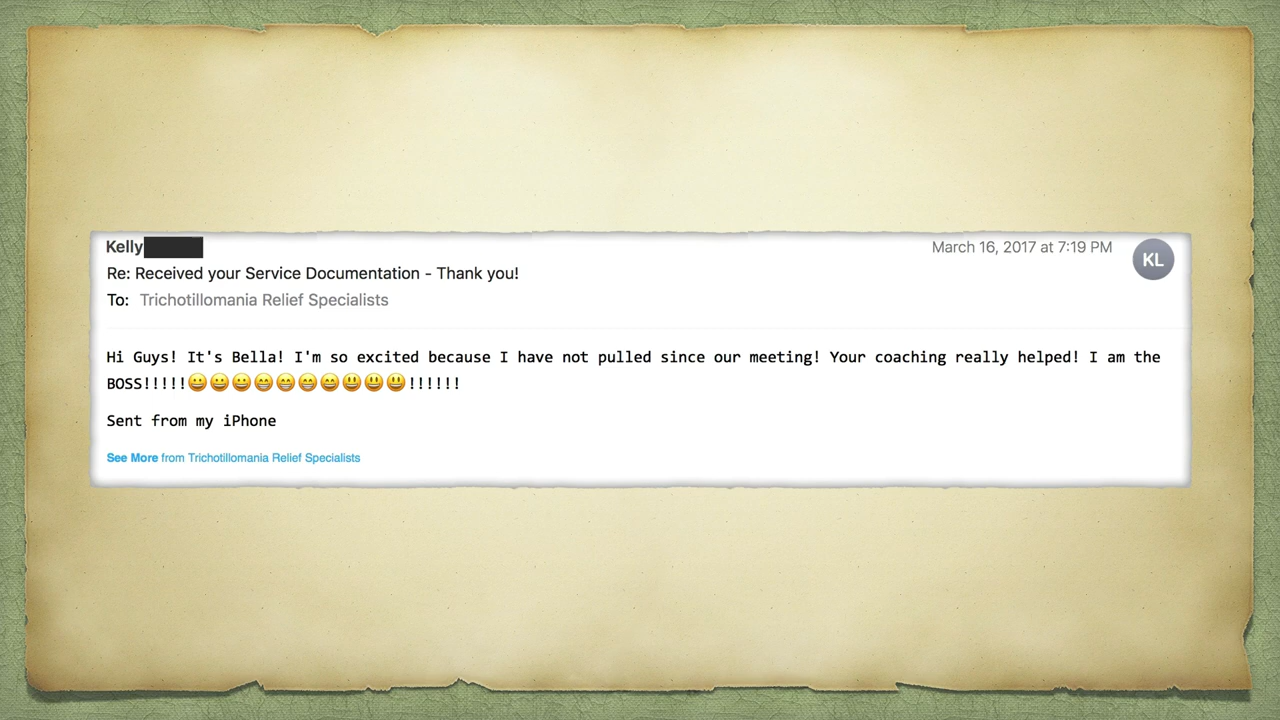 Kelly
March 16, 2017 at 7:19 PM
KL
Re: Received your Service Documentation - Thank you!
To: Trichotillomania Relief Specialists
Hi Guys! It's Bella! I'm so excited because I have not pulled since our meeting! Your coaching really helped! I am the
BOSS!!!!!😀😀😀😁😁😁😄😃😃😃!!!!!!
Sent from my iPhone
See More from Trichotillomania Relief Specialists